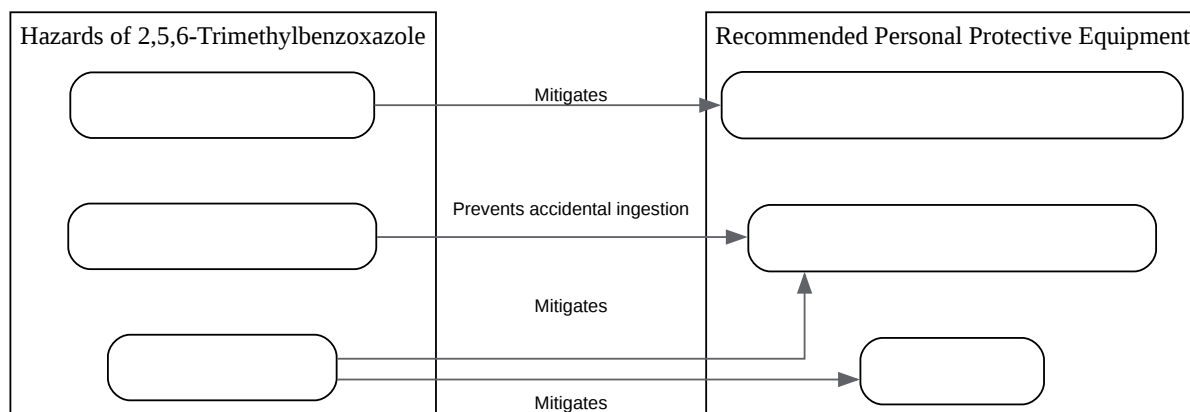 Hazards of 2,5,6-Trimethylbenzoxazole
Recommended Personal Protective Equipment
Mitigates
Prevents accidental ingestion
Mitigates
Mitigates